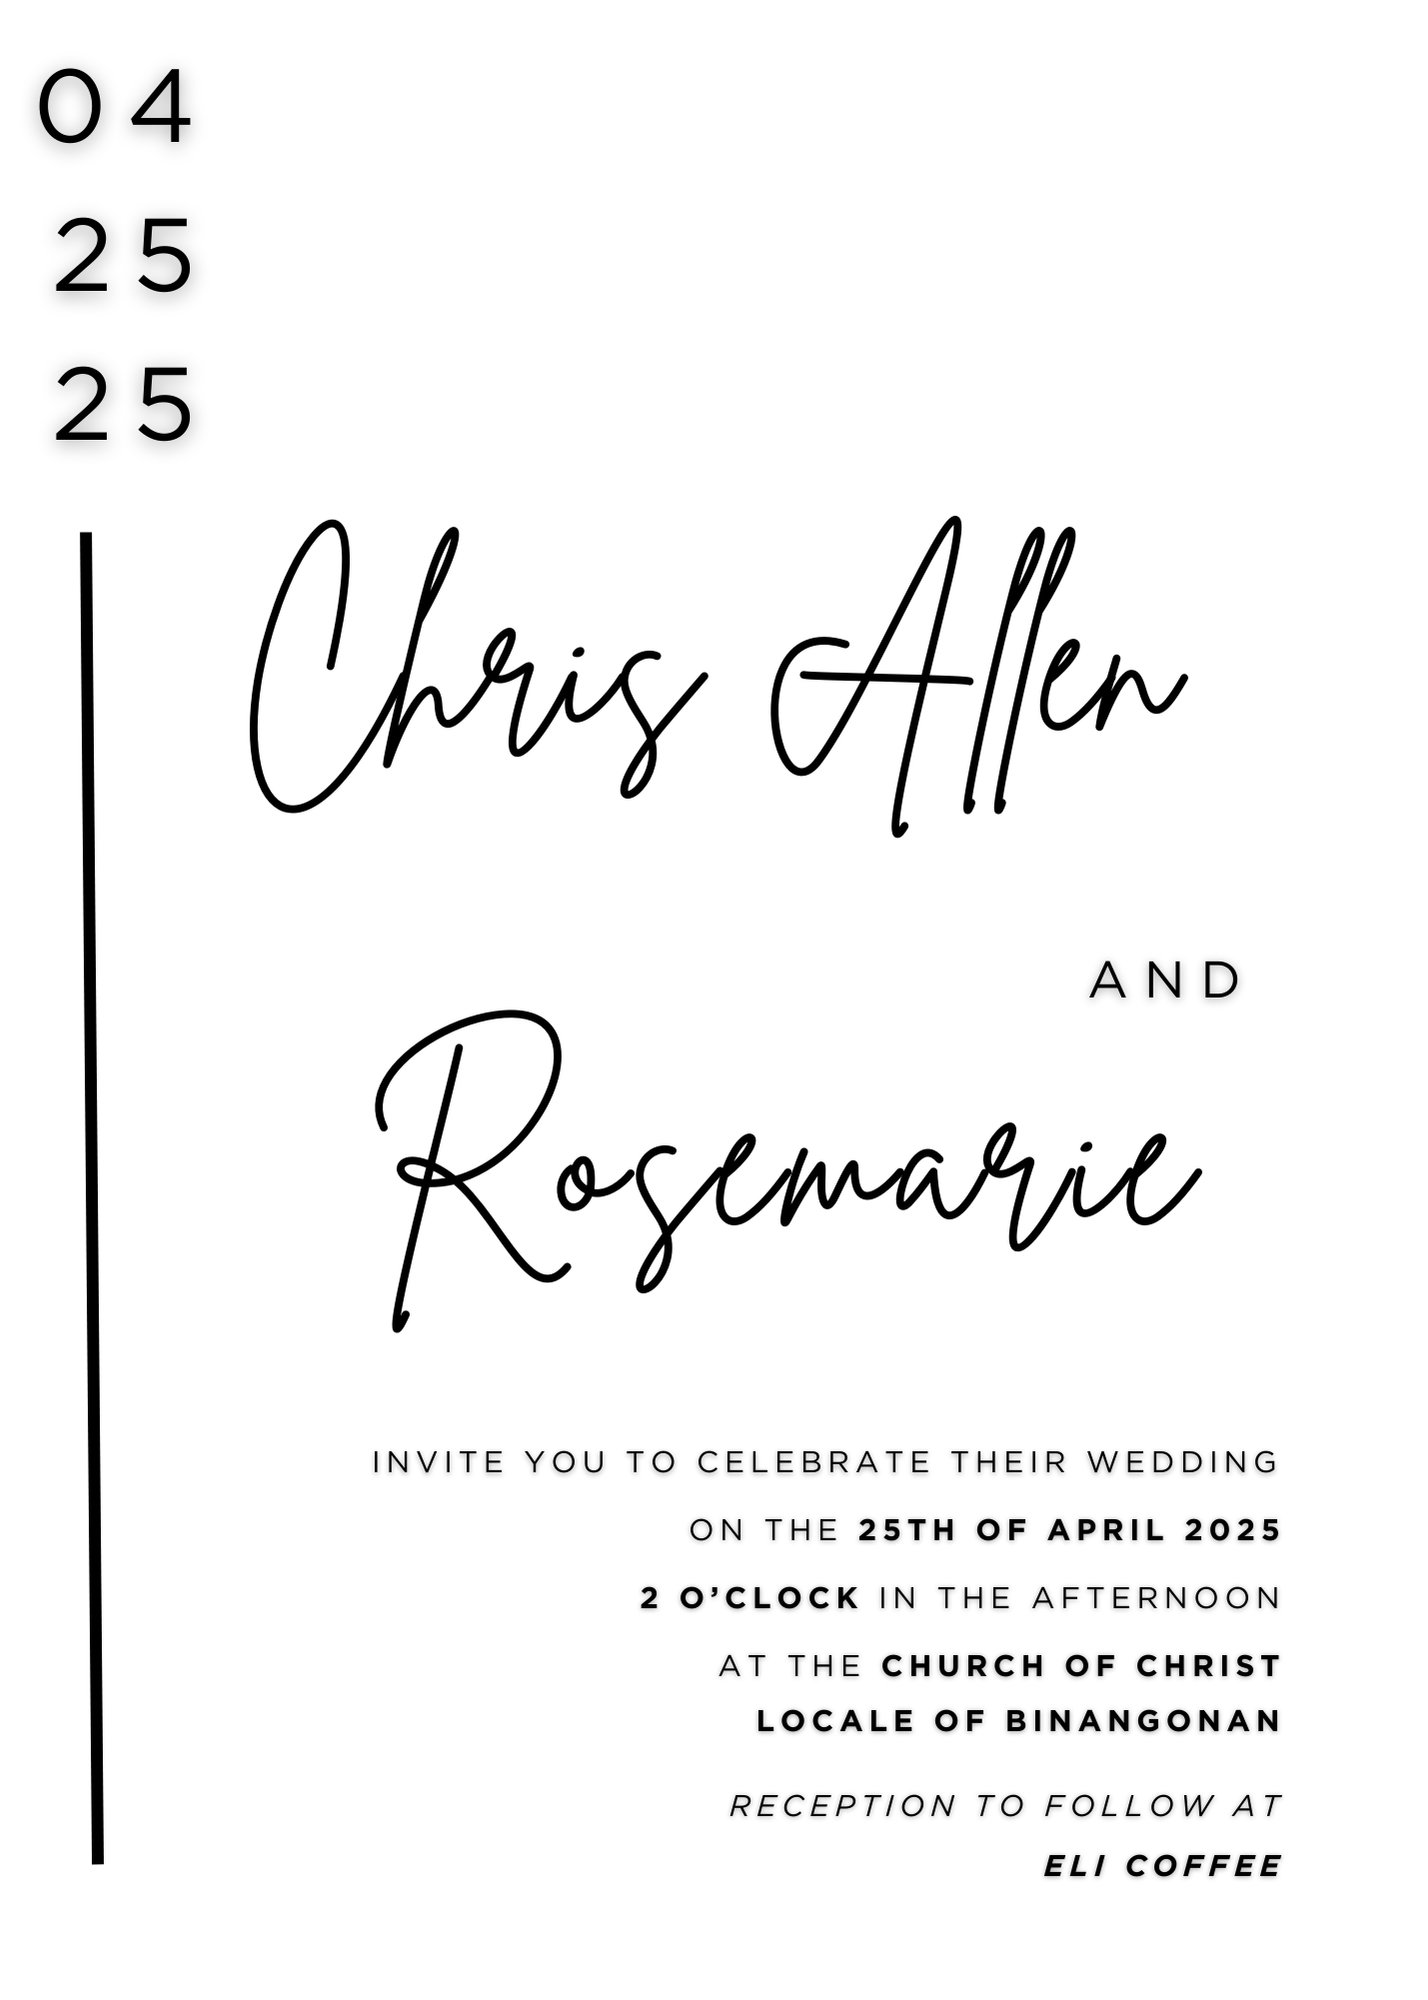 04
25
25
Chris Allen
AND
Rosemarie
INVITE YOU TO CELEBRATE THEIR WEDDING
ON THE 25TH OF APRIL 2025
2 O’CLOCK IN THE AFTERNOON
AT THE CHURCH OF CHRIST
LOCALE OF BINANGONAN
RECEPTION TO FOLLOW AT
ELI COFFEE